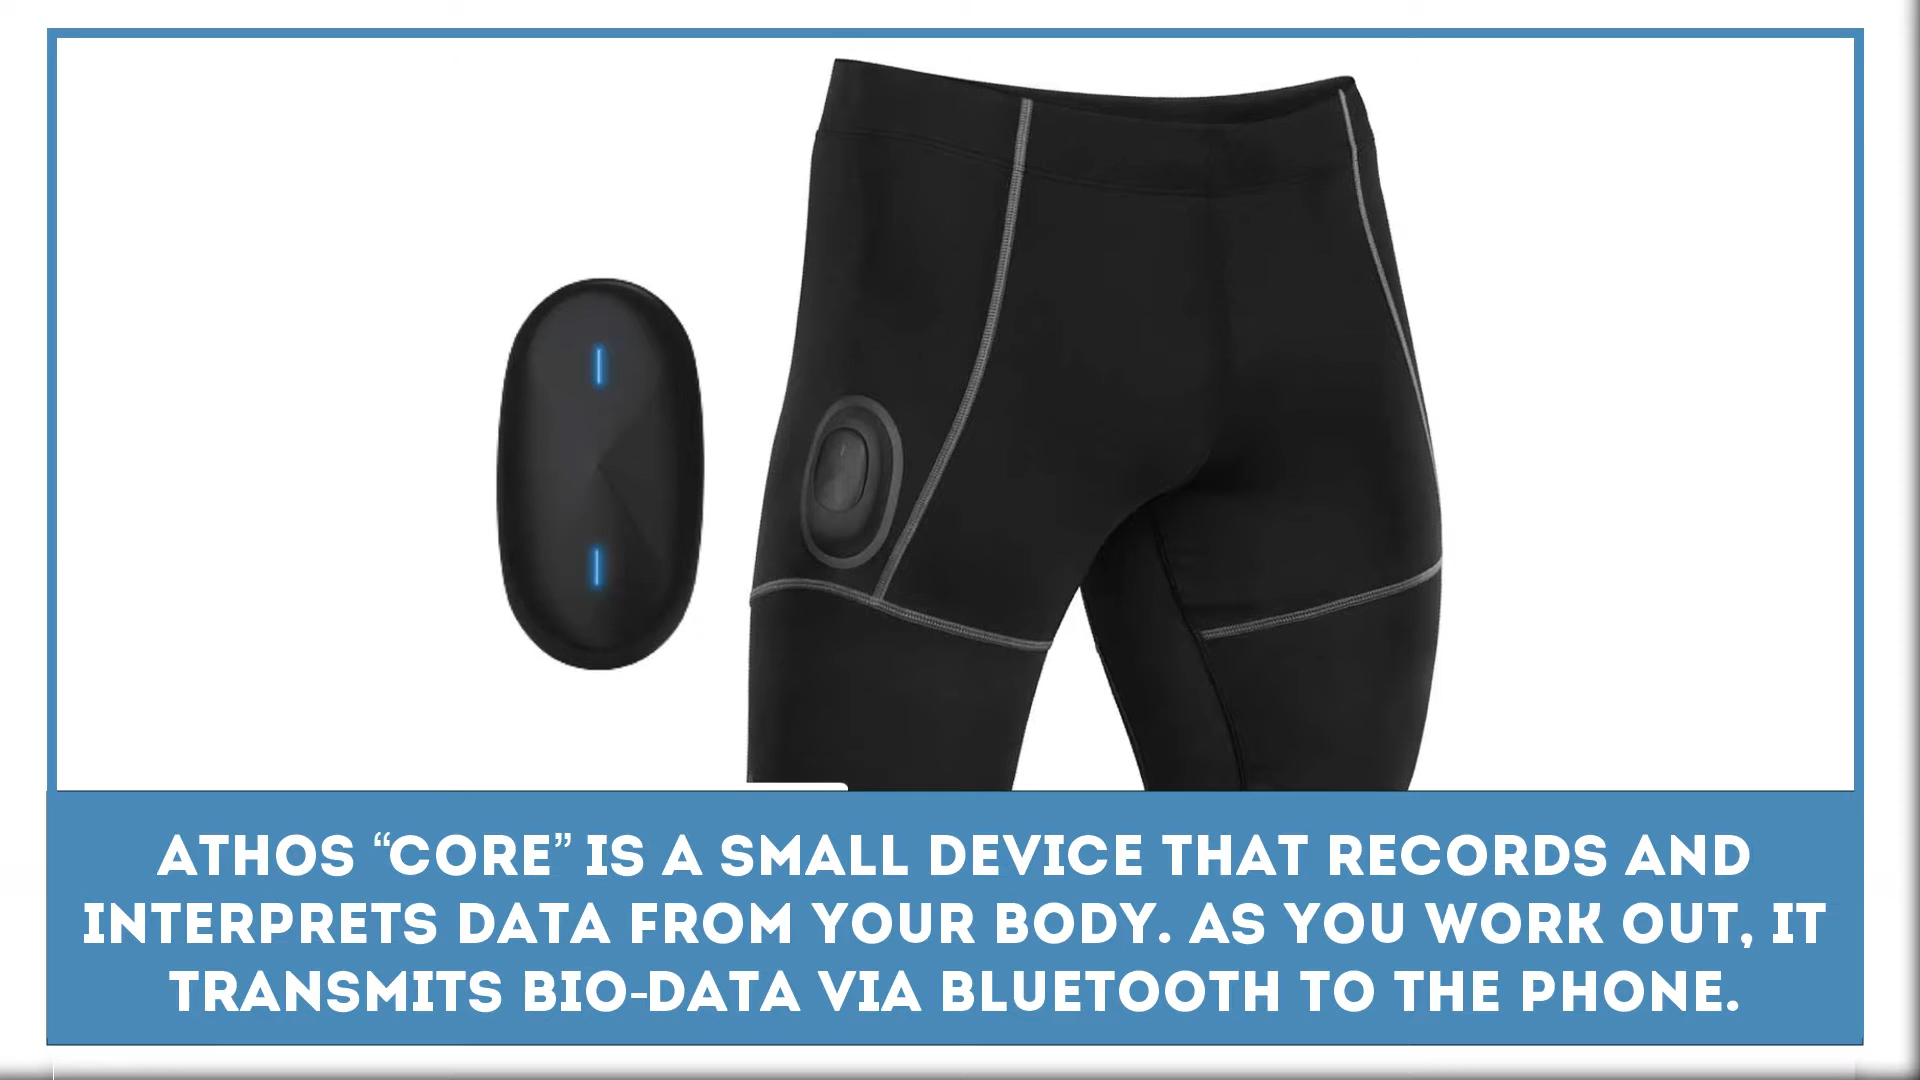 ATHOS “CORE” IS A SMALL DEVICE THAT RECORDS AND
INTERPRETS DATA FROM YOUR BODY. AS YOU WORK OUT, IT
TRANSMITS BIO-DATA VIA BLUETOOTH TO THE PHONE.